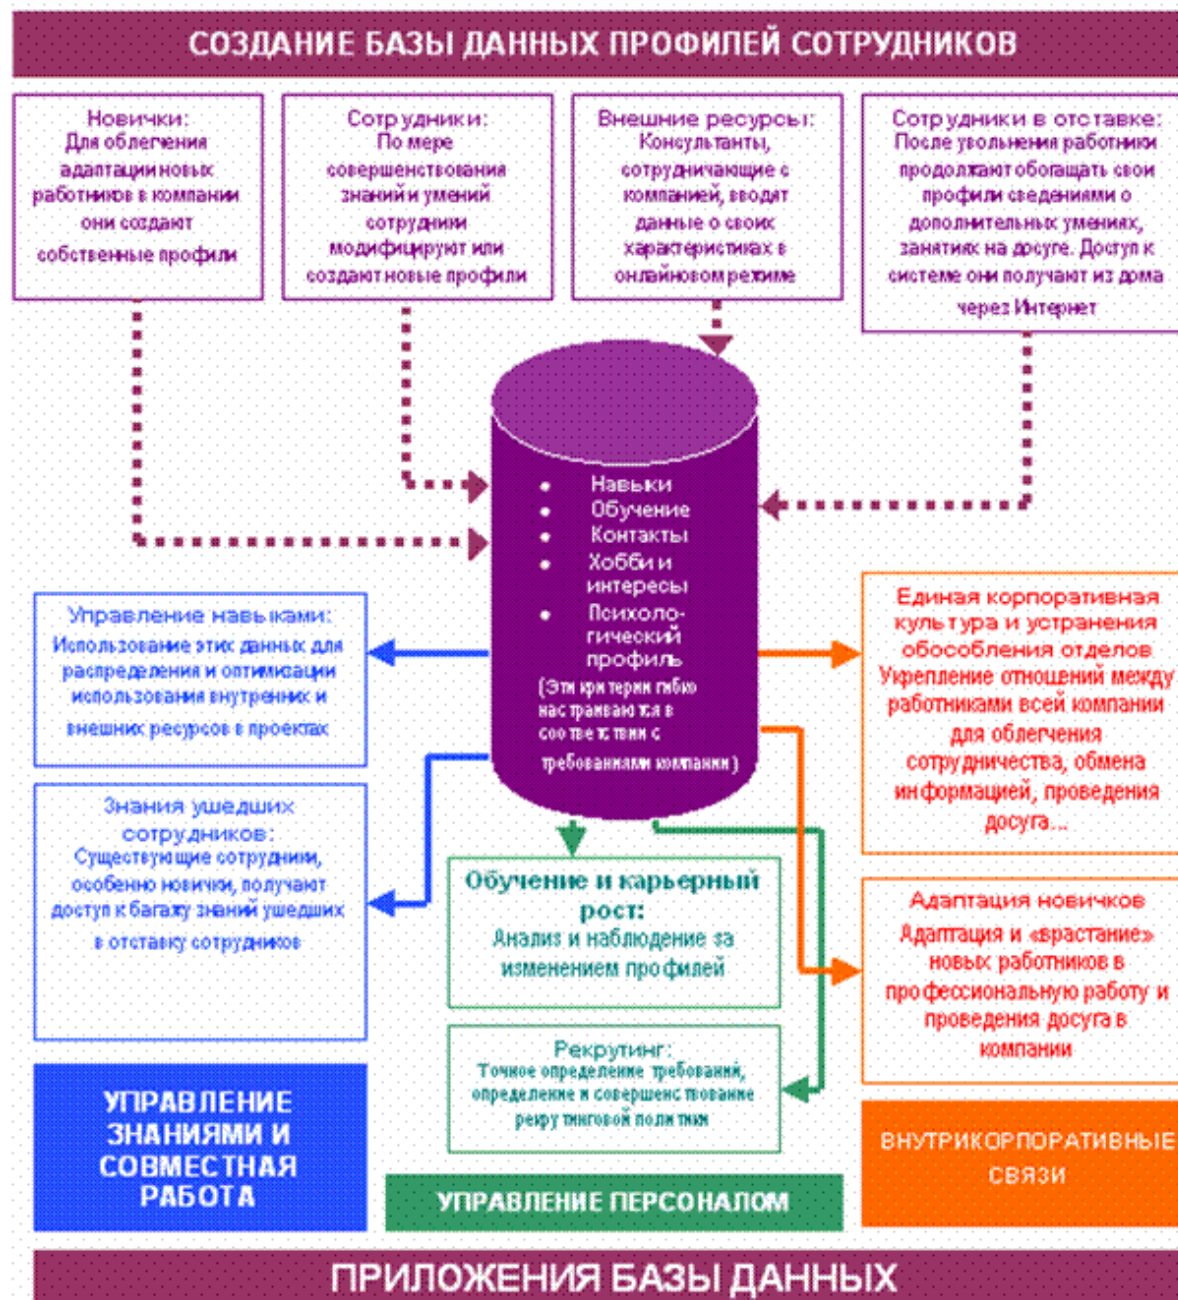 СОЗДАНИЕ БАЗЫ ДАННЫХ ПРОФИЛЕЙ СОТРУДНИКОВ
Новички:
Для облегчения
адаптации новых
работников в компании
они создают
собственные профили
Сотрудники:
По мере
совершенствования
знаний и умений
сотрудники
модифицируют или
создают новые профили
Внешние ресурсы:
Консультанты,
сотрудничающие с
компанией, вводят
данные о своих
характеристиках в
онлайновом режиме
Сотрудники в отставке:
После увольнения работники
продолжают обогащать свои
профили сведениями о
дополнительных умениях,
занятиях на досуге. Доступ к
системе они получают из дома
через Интернет
• Навыки
• Обучение
• Контакты
• Хобби и
интересы
• Психоло-
гический
профиль
(Эти критерии гибко
настраиваются в
соответствии с
требованиями компании)
Управление навыками:
Использование этих данных для
распределения и оптимизации
использования внутренних и
внешних ресурсов в проектах
Знания ушедших
сотрудников:
Существующие сотрудники,
особенно новички, получают
доступ к багажу знаний ушедших
в отставку сотрудников
УПРАВЛЕНИЕ
ЗНАНИЯМИ И
СОВМЕСТНАЯ
РАБОТА
Обучение и карьерный
рост:
Анализ и наблюдение за
изменением профилей
Рекрутинг:
Точное определение требований,
определение и совершенствование
рекрутинговой политики
УПРАВЛЕНИЕ ПЕРСОНАЛОМ
Единая корпоративная
культура и устранения
обособления отделов
Укрепление отношений между
работниками всей компании
для облегчения
сотрудничества, обмена
информацией, проведения
досуга...
Адаптация новичков
Адаптация и «врастание»
новых работников в
профессиональную работу и
проведения досуга в
компании
ВНУТРИКОРПОРАТИВНЫЕ
СВЯЗИ
ПРИЛОЖЕНИЯ БАЗЫ ДАННЫХ